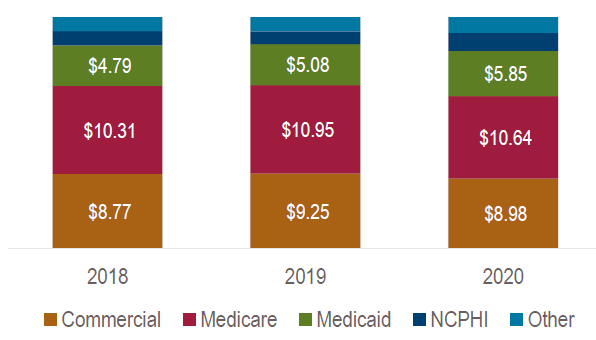 $4.79 $5.08 $5.85
$10.31 $10.95 $10.64
$8.77 $9.25 $8.98
2018 2019 2020
Commercial Medicare Medicaid NCPHI Other